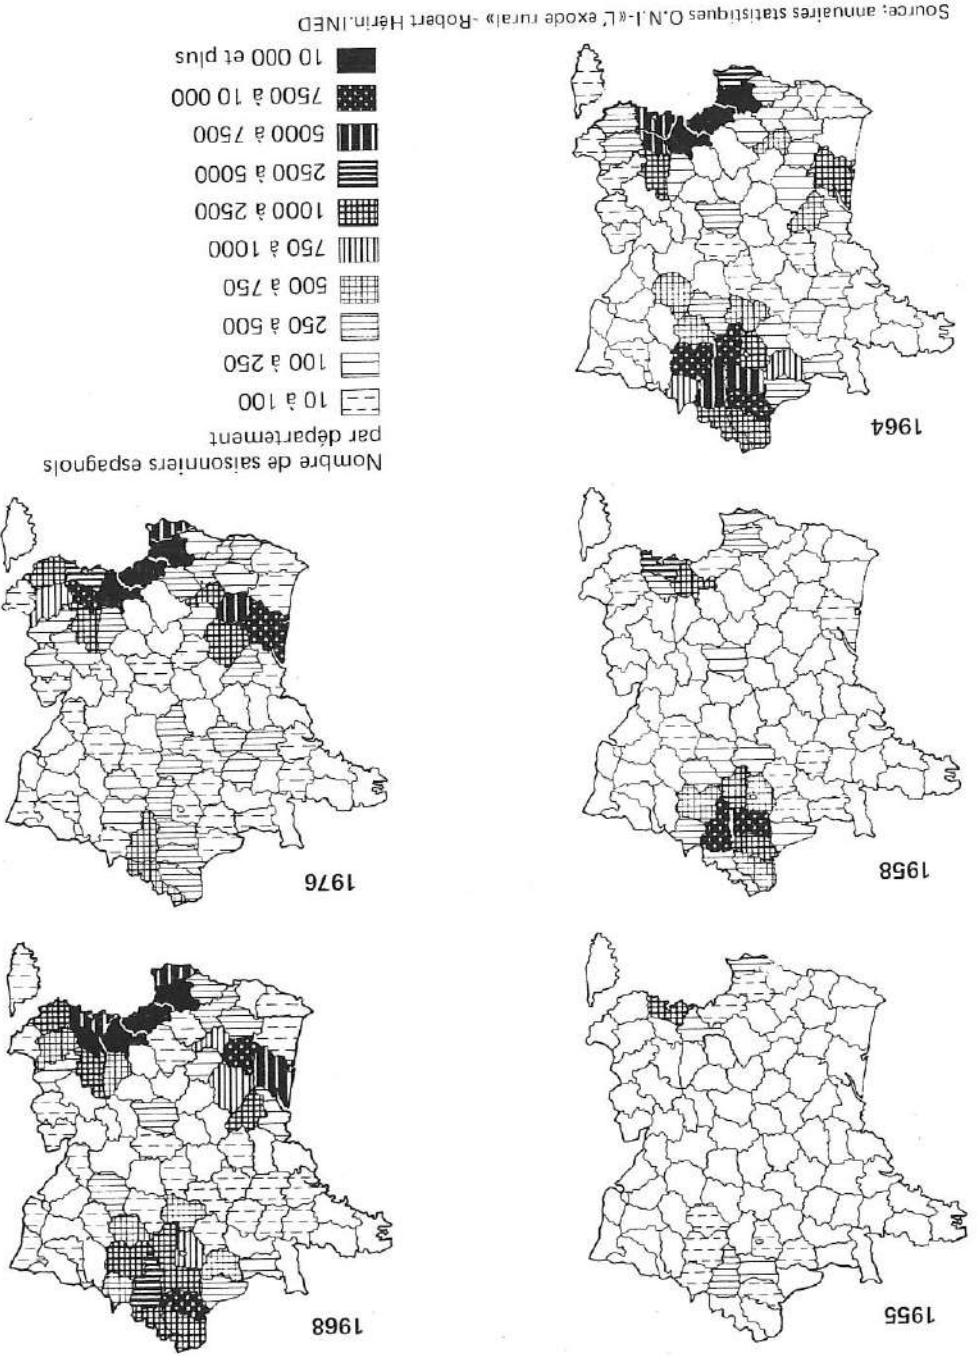 1955
1968
1958
1976
1964
Nombre de saisonniers espagnols
par département
10 à 100
100 à 250
250 à 500
500 à 750
750 à 1000
1000 à 2500
2500 à 5000
5000 à 7500
7500 à 10 000
10 000 et plus
Source: annuaires statistiques O.N.I-«L'exode rural» -Robert Hérin.INED